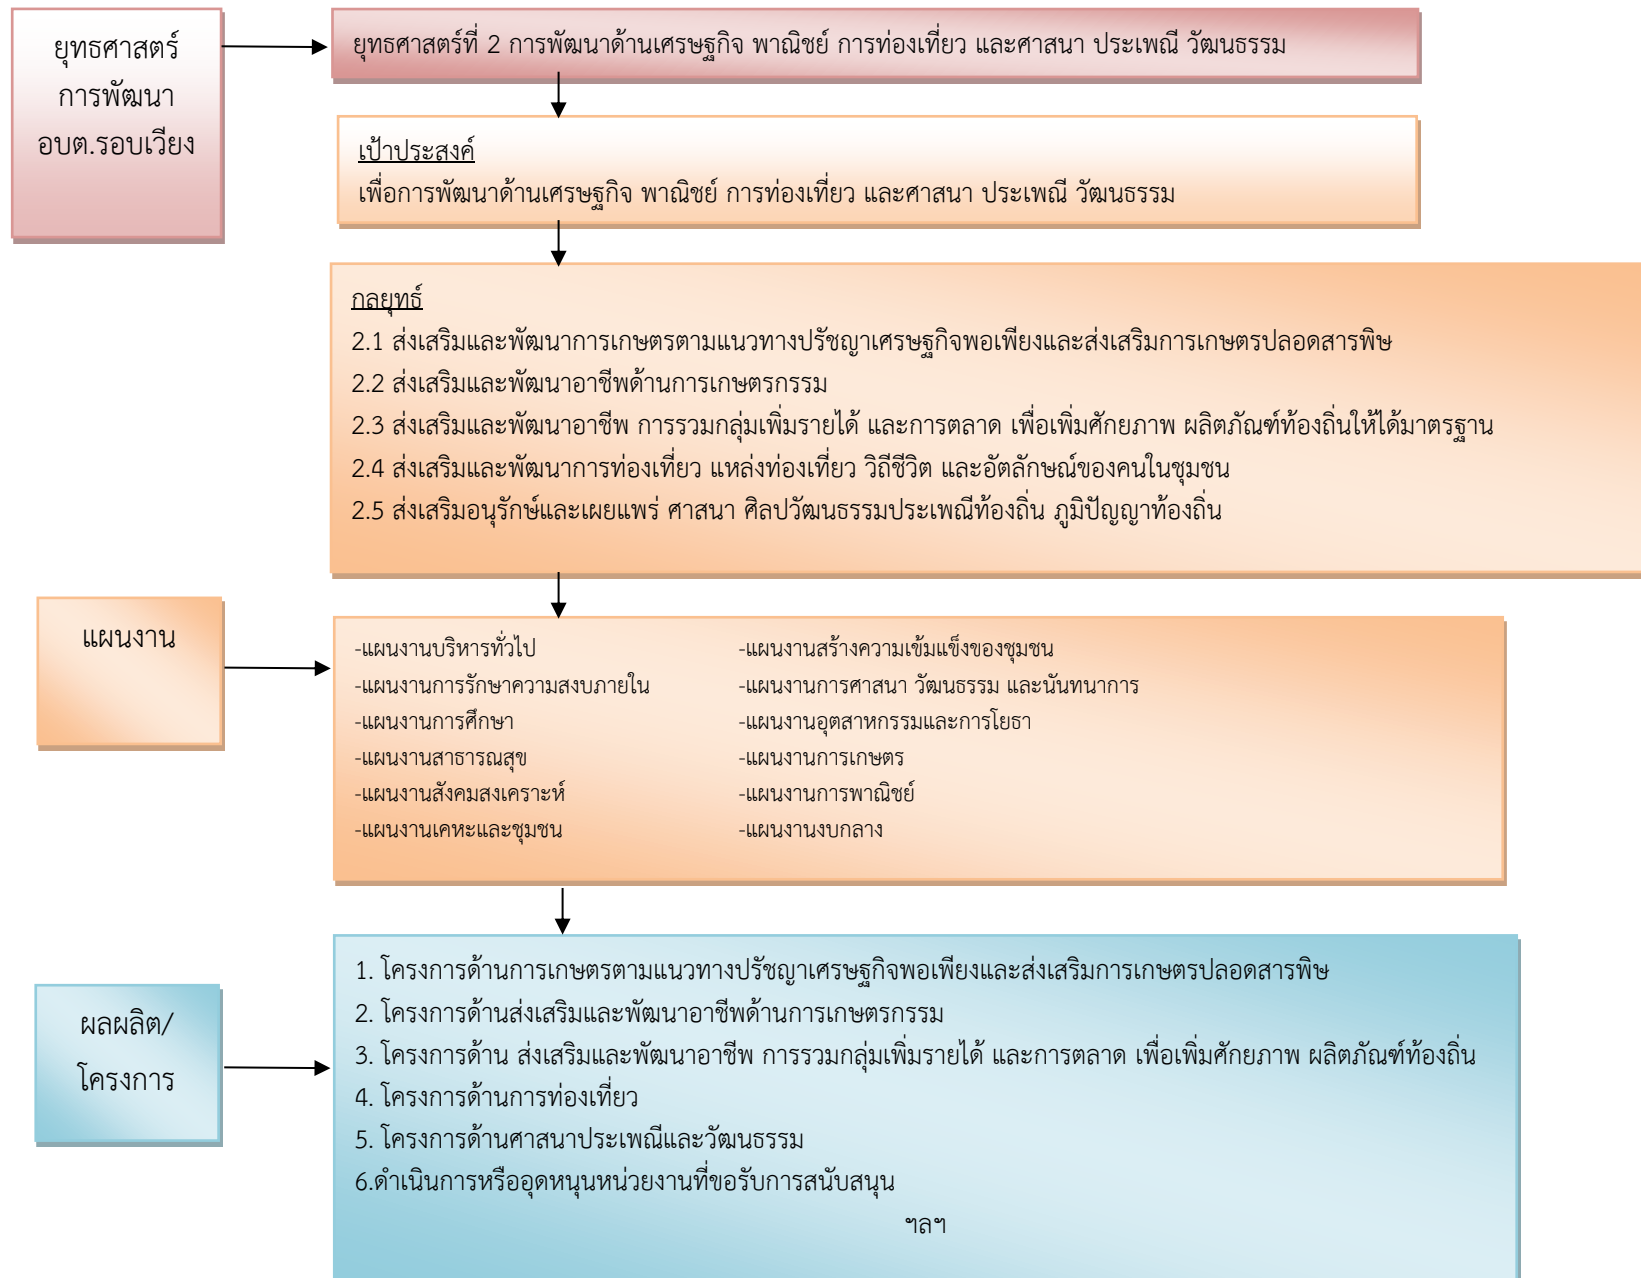 ยุทธศาสตร์
การพัฒนา
อบต.รอบเวียง
ยุทธศาสตร์ที่ 2 การพัฒนาด้านเศรษฐกิจ พาณิชย์ การท่องเที่ยว และศาสนา ประเพณี วัฒนธรรม
เป้าประสงค์
เพื่อการพัฒนาด้านเศรษฐกิจ พาณิชย์ การท่องเที่ยว และศาสนา ประเพณี วัฒนธรรม
กลยุทธ์
2.1 ส่งเสริมและพัฒนาการเกษตรตามแนวทางปรัชญาเศรษฐกิจพอเพียงและส่งเสริมการเกษตรปลอดสารพิษ
2.2 ส่งเสริมและพัฒนาอาชีพด้านการเกษตรกรรม
2.3 ส่งเสริมและพัฒนาอาชีพ การรวมกลุ่มเพิ่มรายได้ และการตลาด เพื่อเพิ่มศักยภาพ ผลิตภัณฑ์ท้องถิ่นให้ได้มาตรฐาน
2.4 ส่งเสริมและพัฒนาการท่องเที่ยว แหล่งท่องเที่ยว วิถีชีวิต และอัตลักษณ์ของคนในชุมชน
2.5 ส่งเสริมอนุรักษ์และเผยแพร่ ศาสนา ศิลปวัฒนธรรมประเพณีท้องถิ่น ภูมิปัญญาท้องถิ่น
แผนงาน
-แผนงานบริหารทั่วไป -แผนงานสร้างความเข้มแข็งของชุมชน
-แผนงานการรักษาความสงบภายใน -แผนงานการศาสนา วัฒนธรรม และนันทนาการ
-แผนงานการศึกษา -แผนงานอุตสาหกรรมและการโยธา
-แผนงานสาธารณสุข -แผนงานการเกษตร
-แผนงานสังคมสงเคราะห์ -แผนงานการพาณิชย์
-แผนงานเคหะและชุมชน -แผนงานงบกลาง
ผลผลิต/
โครงการ
1. โครงการด้านการเกษตรตามแนวทางปรัชญาเศรษฐกิจพอเพียงและส่งเสริมการเกษตรปลอดสารพิษ
2. โครงการด้านส่งเสริมและพัฒนาอาชีพด้านการเกษตรกรรม
3. โครงการด้าน ส่งเสริมและพัฒนาอาชีพ การรวมกลุ่มเพิ่มรายได้ และการตลาด เพื่อเพิ่มศักยภาพ ผลิตภัณฑ์ท้องถิ่น
4. โครงการด้านการท่องเที่ยว
5. โครงการด้านศาสนาประเพณีและวัฒนธรรม
6.ดำเนินการหรืออุดหนุนหน่วยงานที่ขอรับการสนับสนุน
ฯลฯ